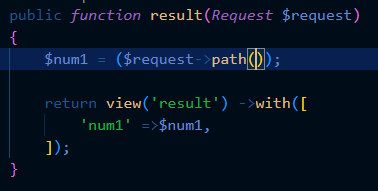 public function result(Request $request)
{
    $num1 = ($request->path());

    return view('result') ->with([
        'num1' =>$num1,
    ]);
}